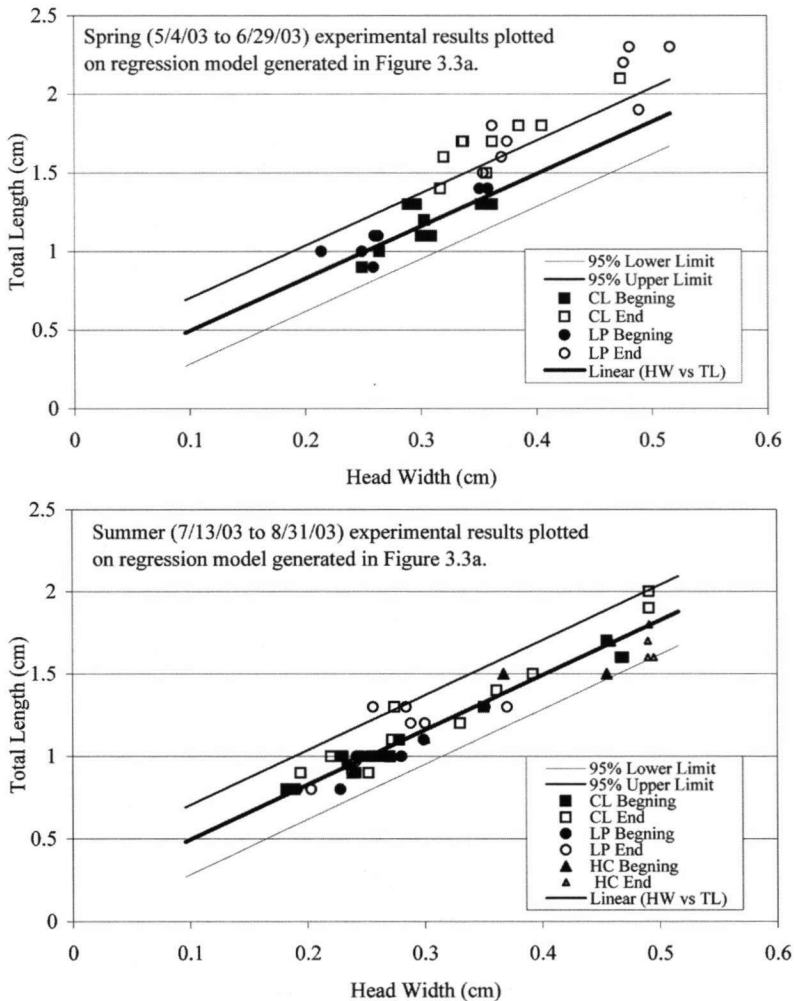 Spring (5/4/03 to 6/29/03) experimental results plotted
on regression model generated in Figure 3.3a.
2.5
2
1.5
1
0.5
0
Total Length (cm)
95% Lower Limit
95% Upper Limit
CL Begning
CL End
LP Begning
LP End
Linear (HW vs TL)
0
0.1
0.2
0.3
0.4
0.5
0.6
Head Width (cm)
Summer (7/13/03 to 8/31/03) experimental results plotted
on regression model generated in Figure 3.3a.
2.5
2
1.5
1
0.5
0
Total Length (cm)
95% Lower Limit
95% Upper Limit
CL Begning
CL End
LP Begning
LP End
HC Begning
HC End
Linear (HW vs TL)
0
0.1
0.2
0.3
0.4
0.5
0.6
Head Width (cm)